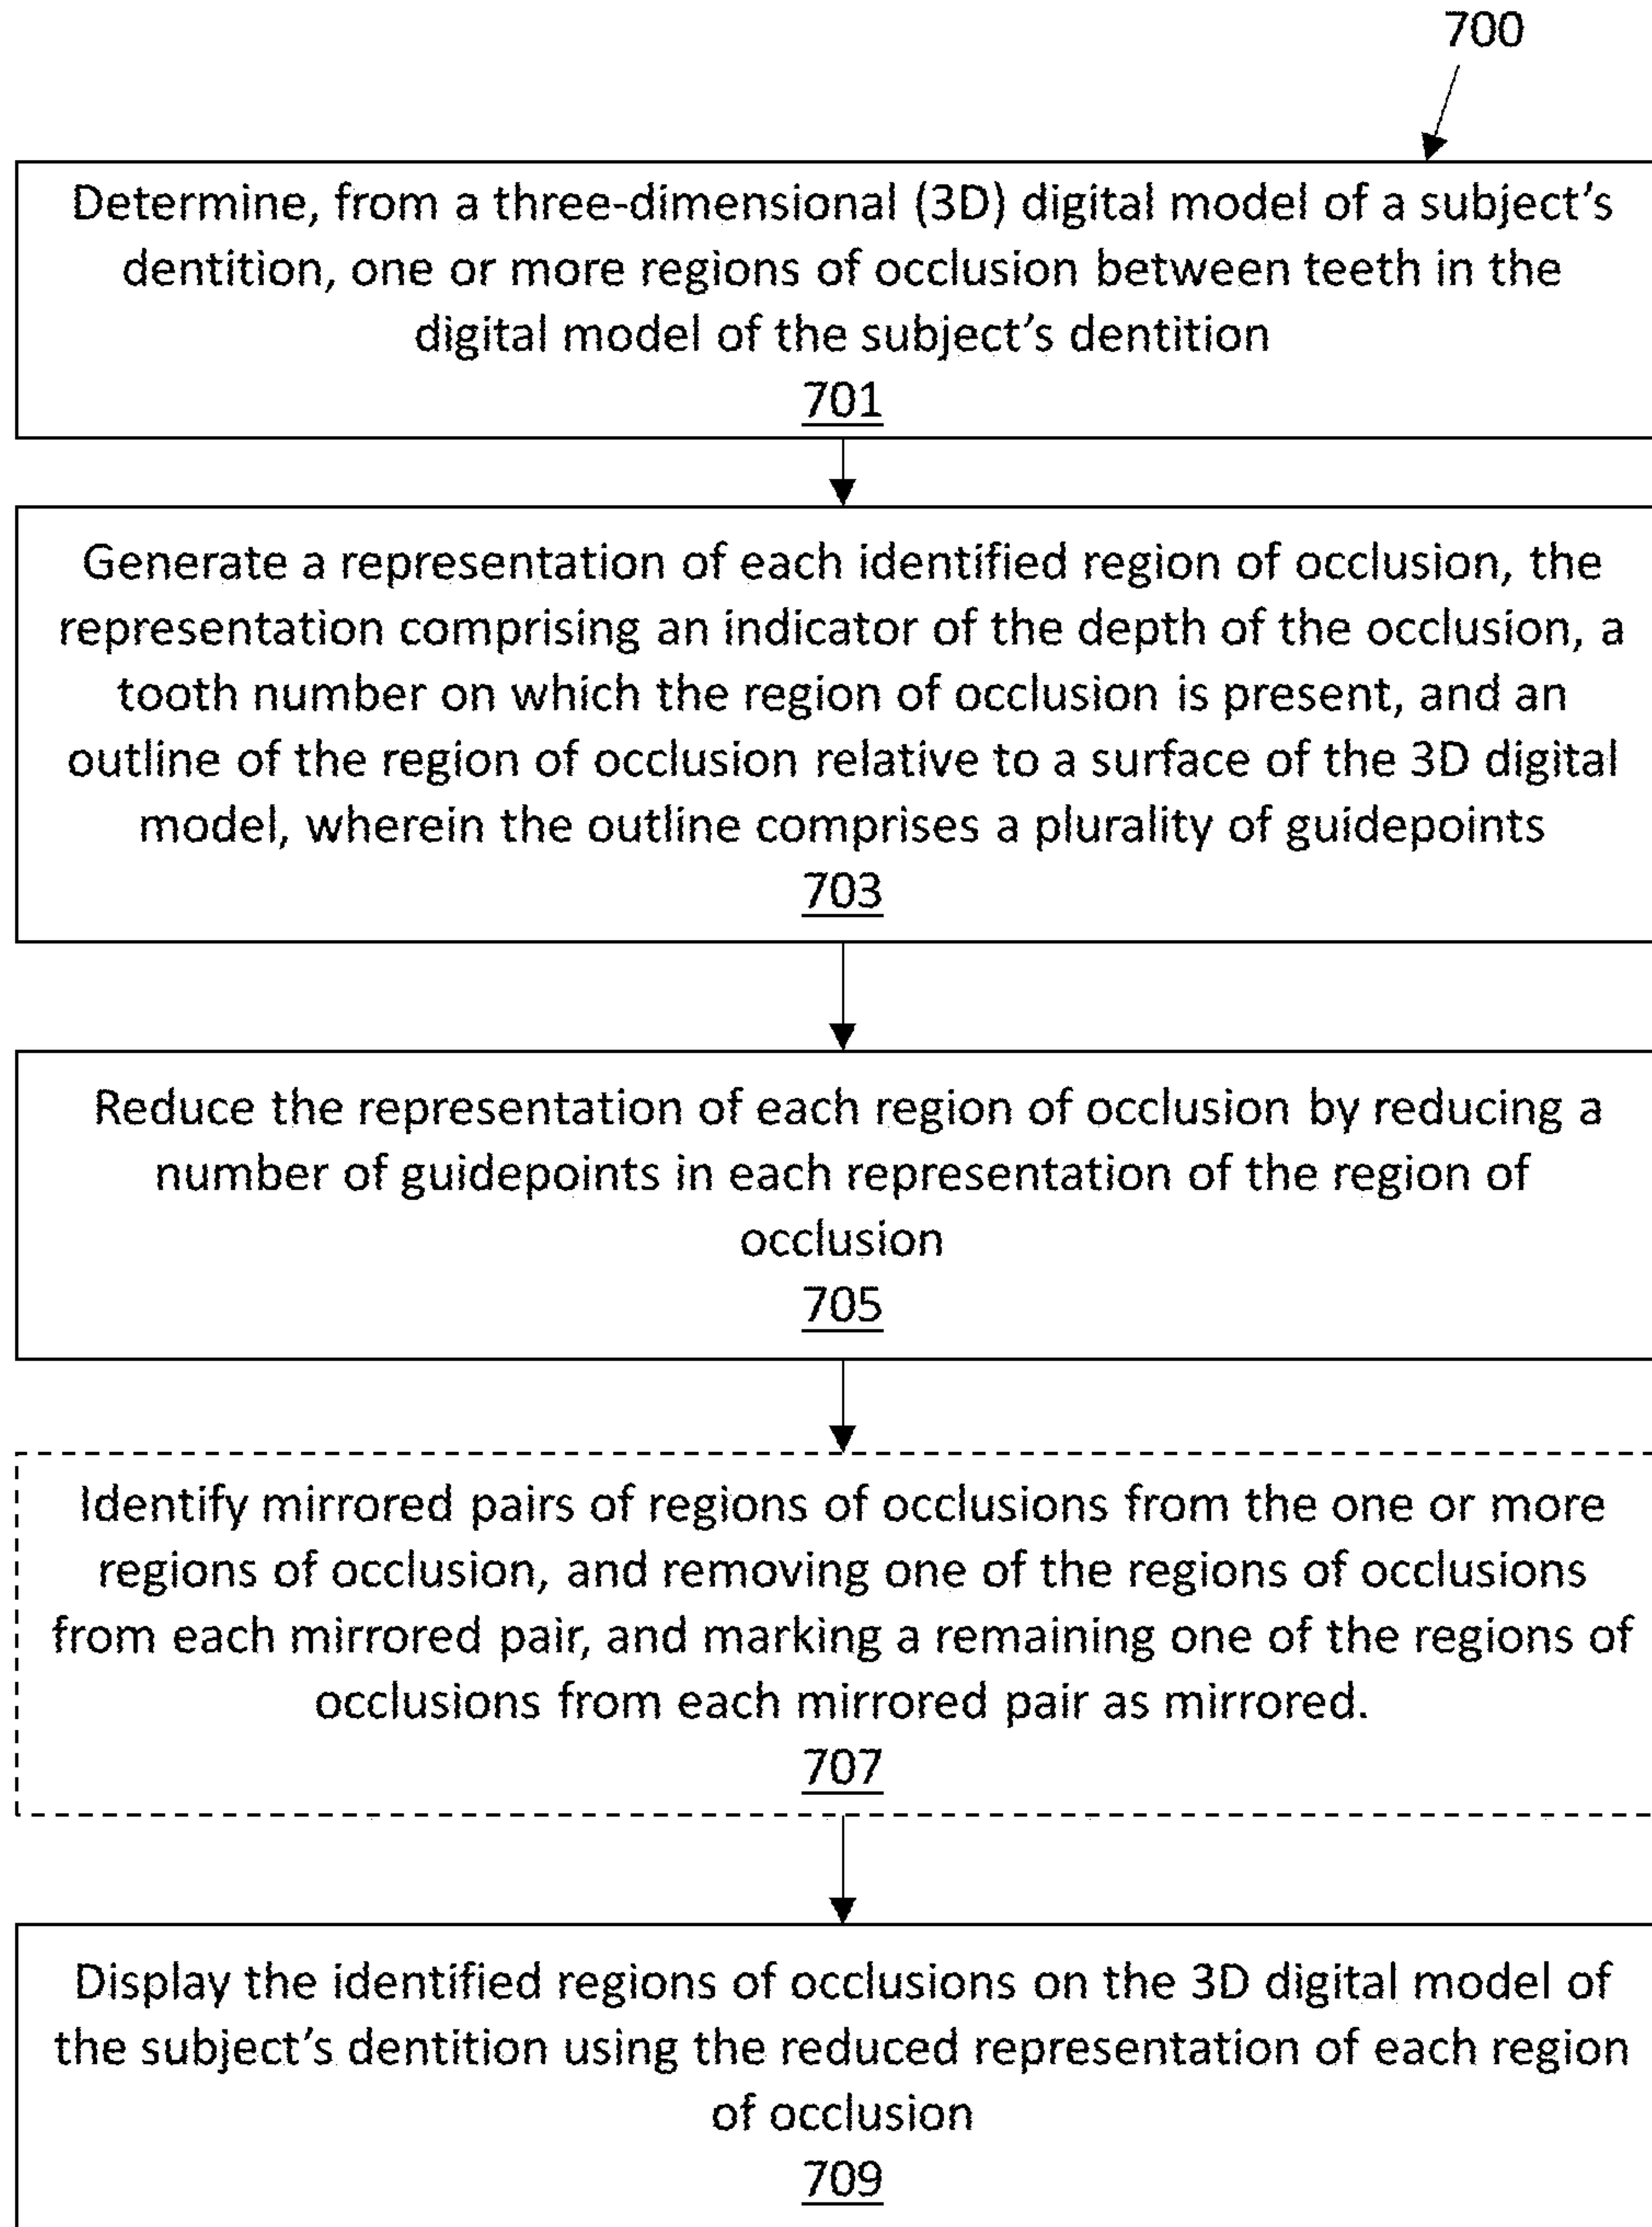 700
Determine, from a three-dimensional (3D) digital model of a subject's
dentition, one or more regions of occlusion between teeth in the
digital model of the subject's dentition
701
Generate a representation of each identified region of occlusion, the
representation comprising an indicator of the depth of the occlusion, a
tooth number on which the region of occlusion is present, and an
outline of the region of occlusion relative to a surface of the 3D digital
model, wherein the outline comprises a plurality of guidepoints
703
Reduce the representation of each region of occlusion by reducing a
number of guidepoints in each representation of the region of
occlusion
705
Identify mirrored pairs of regions of occlusions from the one or more
regions of occlusion, and removing one of the regions of occlusions
from each mirrored pair, and marking a remaining one of the regions of
occlusions from each mirrored pair as mirrored.
707
Display the identified regions of occlusions on the 3D digital model of
the subject's dentition using the reduced representation of each region
of occlusion
709